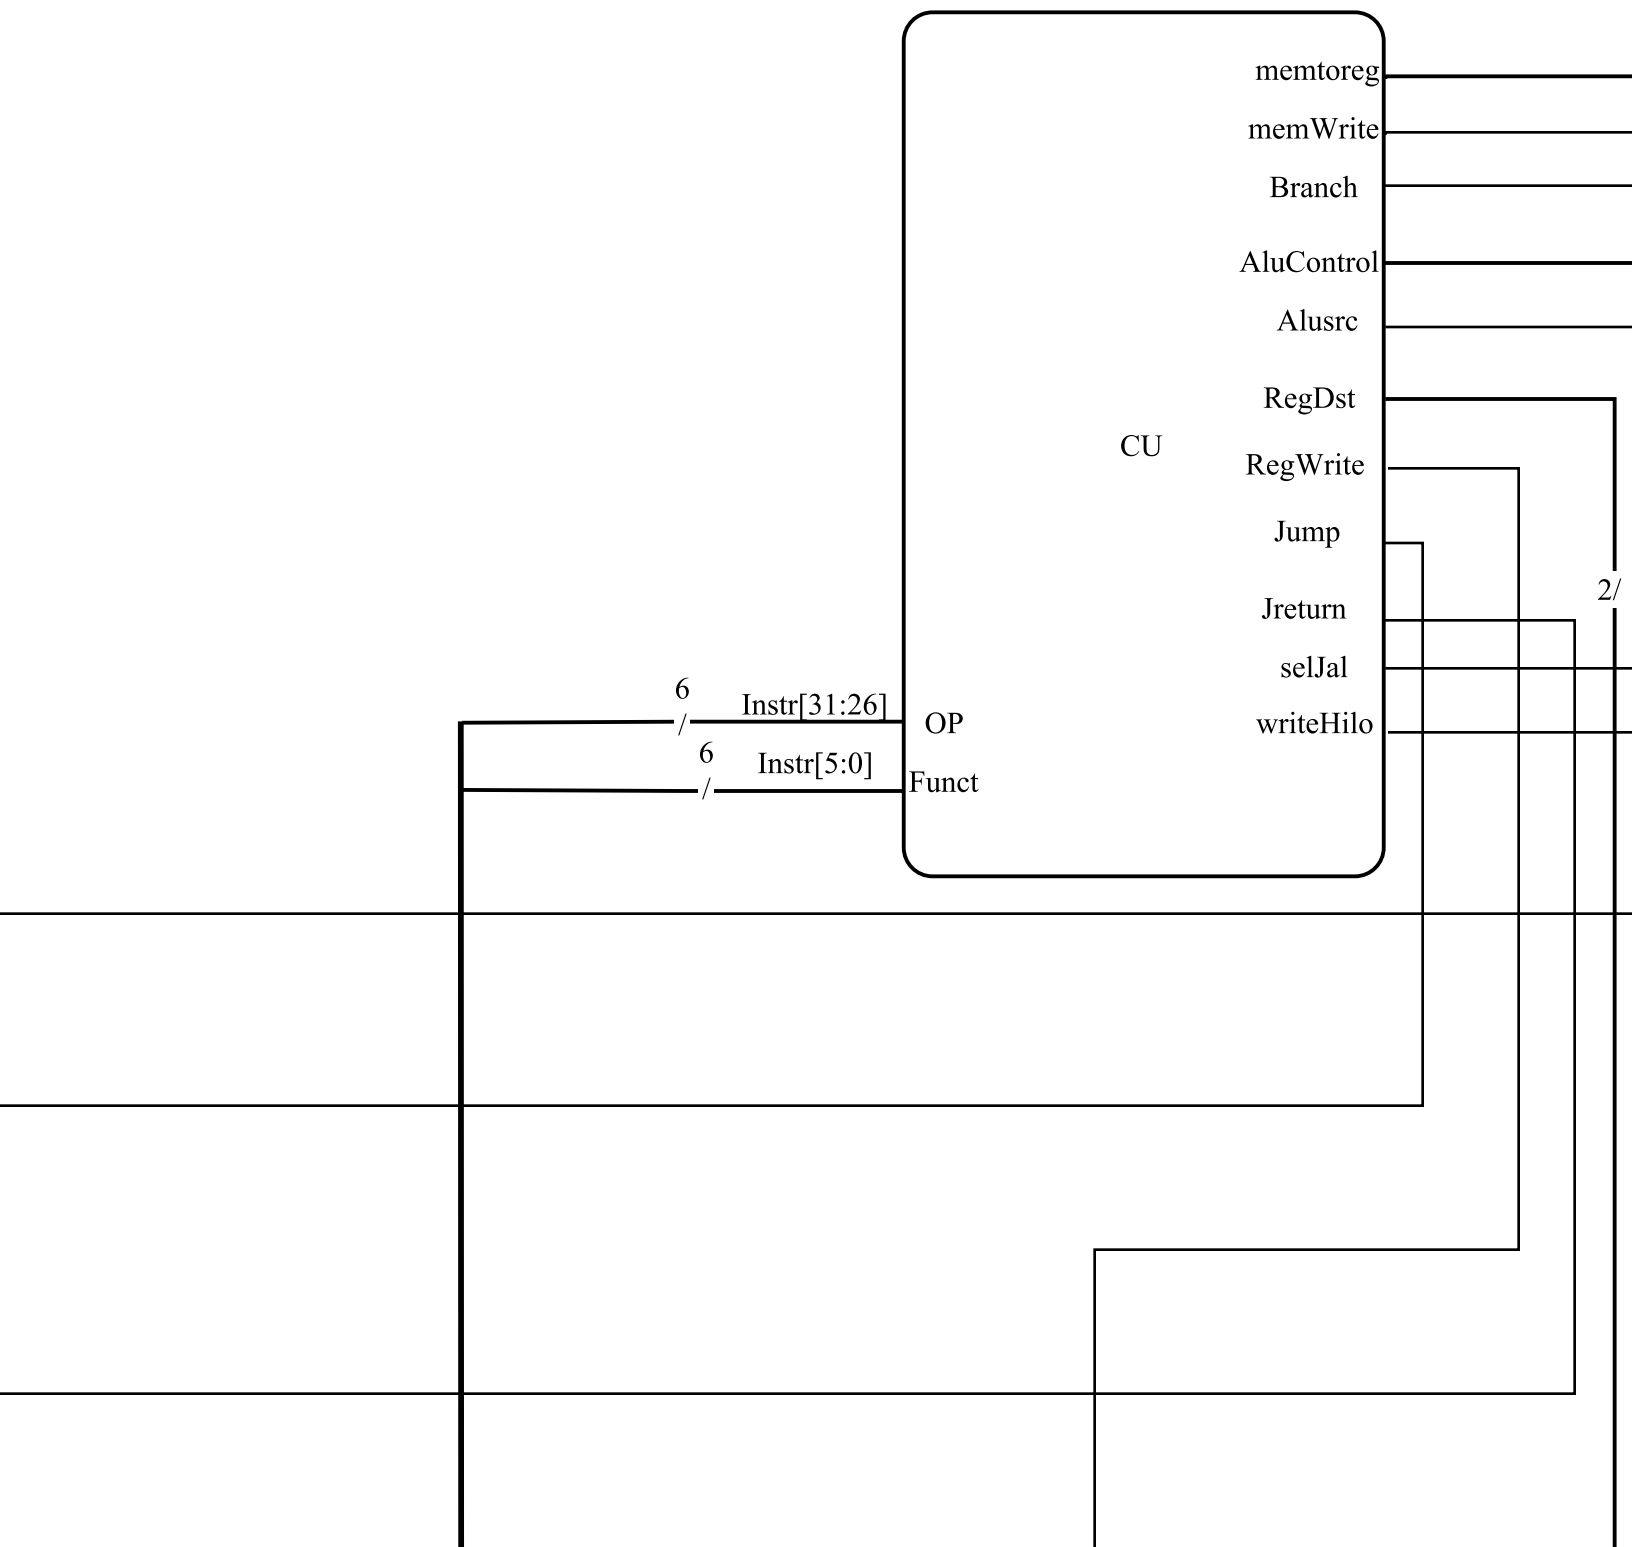 memtoreg
memWrite
Branch
AluControl
Alusrc
RegDst
CU
RegWrite
Jump
2/
Jreturn
selJal
6
/
Instr[31:26]
OP
writeHilo
6
/
Instr[5:0]
Funct